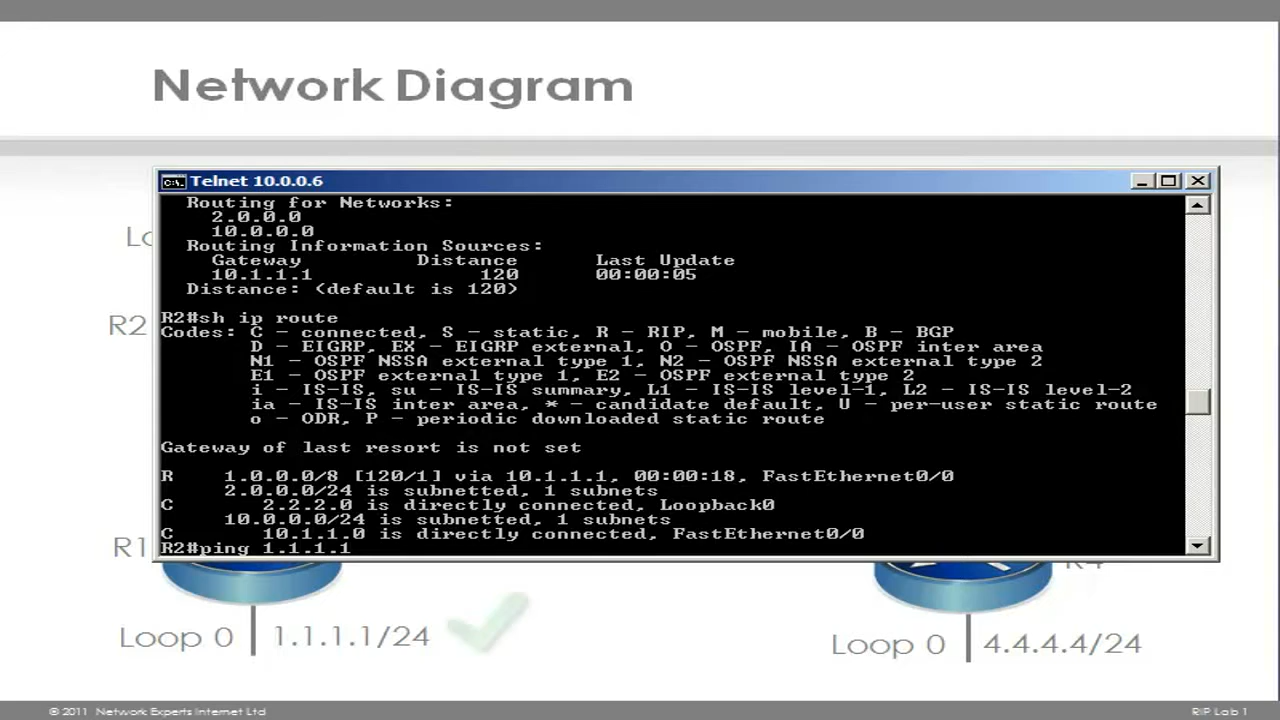 Network Diagram
Telnet 10.0.0.6
Routing for Networks:
2.0.0.0
10.0.0.0
Routing Information Sources:
Gateway Distance Last Update
10.1.1.1 120 00:00:05
Distance: (default is 120)
R2#sh ip route
Codes: C - connected, S - static, R - RIP, M - mobile, B - BGP
D - EIGRP, EX - EIGRP external, O - OSPF, IA - OSPF inter area
N1 - OSPF NSSA external type 1, N2 - OSPF NSSA external type 2
E1 - OSPF external type 1, E2 - OSPF external type 2
i - IS-IS, su - IS-IS summary, L1 - IS-IS level-1, L2 - IS-IS level-2
ia - IS-IS inter area, * - candidate default, U - per-user static route
o - ODR, P - periodic downloaded static route
Gateway of last resort is not set
R 1.0.0.0/8 [120/1] via 10.1.1.1, 00:00:18, FastEthernet0/0
2.0.0.0/24 is subnetted, 1 subnets
C 2.2.2.0 is directly connected, Loopback0
10.0.0.0/24 is subnetted, 1 subnets
C 10.1.1.0 is directly connected, FastEthernet0/0
R2#ping 1.1.1.1
R2
R1
Loop 0 1.1.1.1/24
Loop 0 4.4.4.4/24
© 2011 Network Experts Internet Ltd
RIP Lab 1